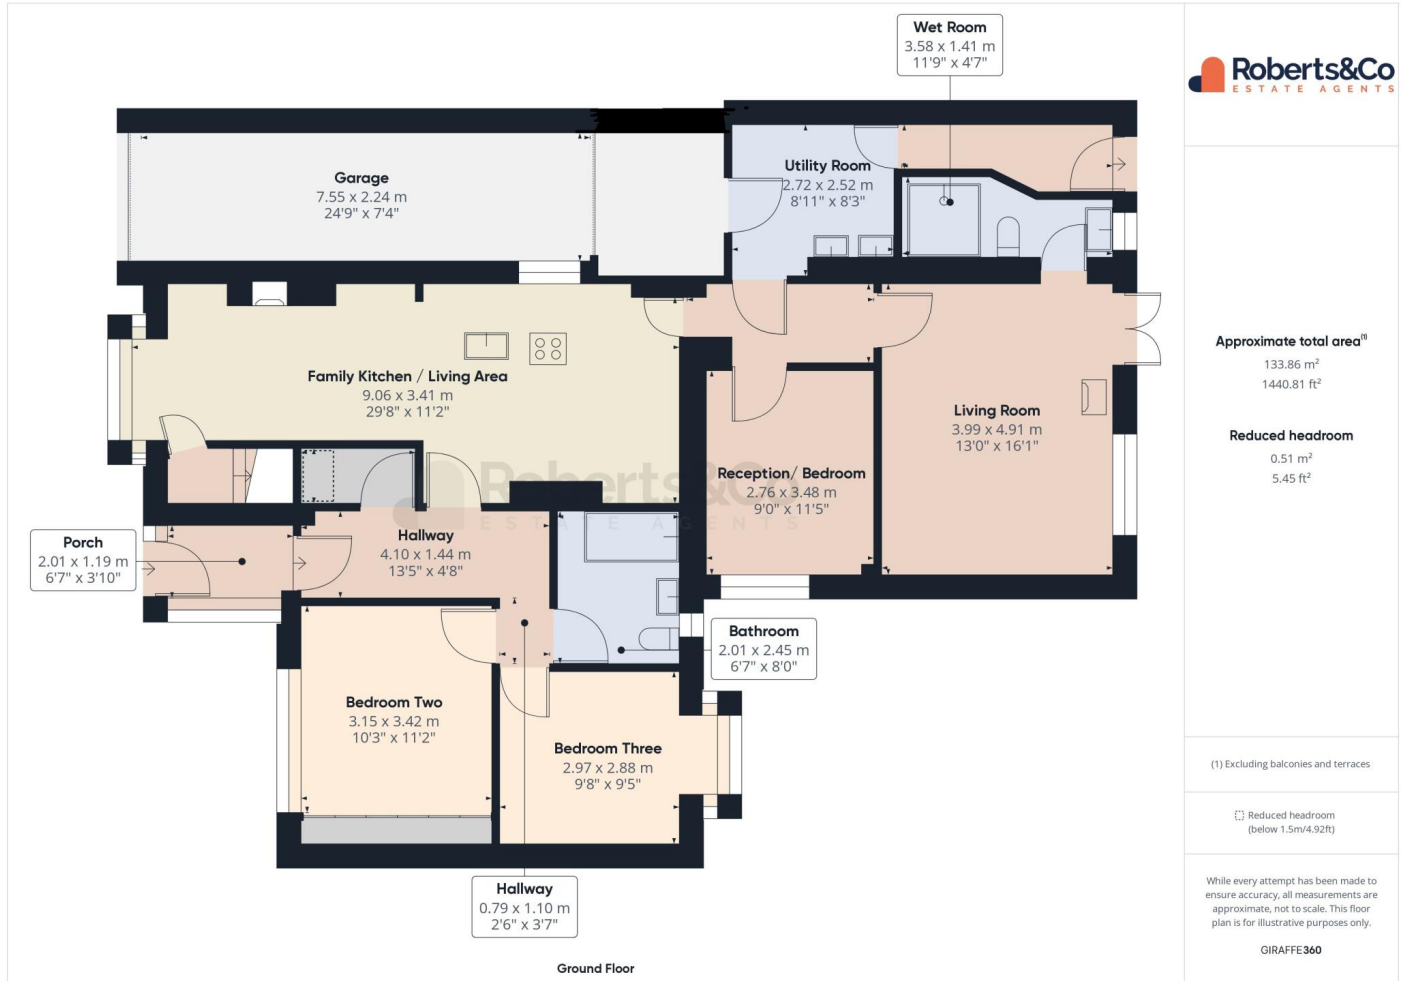 Wet Room
3.58 x 1.41 m
11'9" x 4'7"
Roberts&Co
ESTATE AGENTS
Garage
7.55 x 2.24 m
24'9" x 7'4"
Utility Room
2.72 x 2.52 m
8'11" x 8'3"
Family Kitchen / Living Area
9.06 x 3.41 m
29'8" x 11'2"
Living Room
3.99 x 4.91 m
13'0" x 16'1"
Reception/ Bedroom
2.76 x 3.48 m
9'0" x 11'5"
Roberts&Co
ESTATE AGENTS
Porch
2.01 x 1.19 m
6'7" x 3'10"
Hallway
4.10 x 1.44 m
13'5" x 4'8"
Bathroom
2.01 x 2.45 m
6'7" x 8'0"
Bedroom Two
3.15 x 3.42 m
10'3" x 11'2"
Bedroom Three
2.97 x 2.88 m
9'8" x 9'5"
Hallway
0.79 x 1.10 m
2'6" x 3'7"
Ground Floor
Approximate total area(1)
133.86 m²
1440.81 ft²
Reduced headroom
0.51 m²
5.45 ft²
(1) Excluding balconies and terraces
Reduced headroom
(below 1.5m/4.92ft)
While every attempt has been made to
ensure accuracy, all measurements are
approximate, not to scale. This floor
plan is for illustrative purposes only.
GIRAFFE360